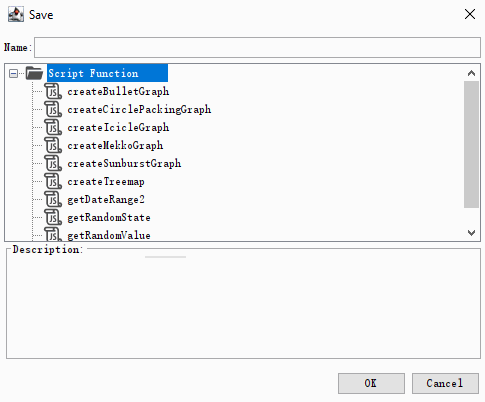 Save
Name:
Script Function
createBulletGraph
createCirclePackingGraph
createIcicleGraph
createMekkoGraph
createSunburstGraph
createTreemap
getDateRange2
getRandomState
getRandomValue
Description:
OK Cancel